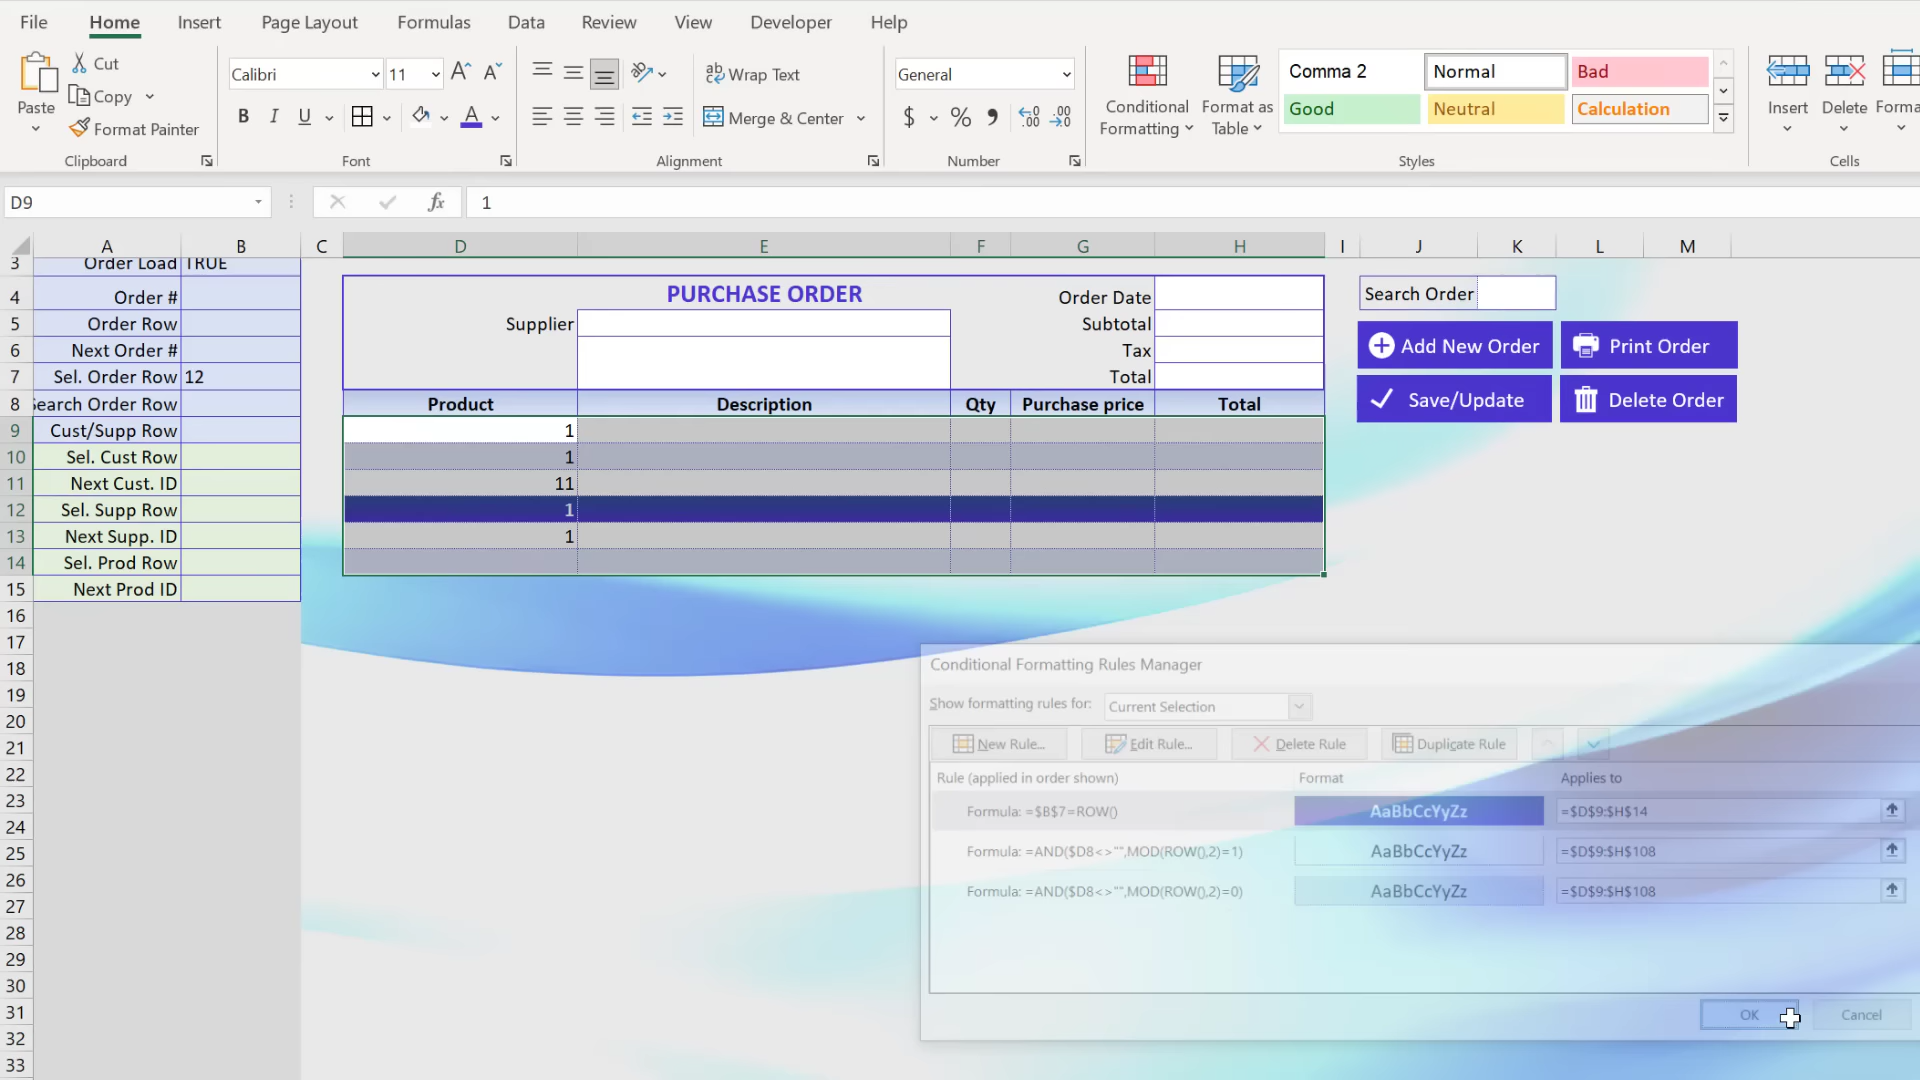 File Home Insert Page Layout Formulas Data Review View Developer Help
Paste Cut Copy Format Painter Clipboard
Calibri 11 B I U A Font
ab Wrap Text Merge & Center Alignment
General $ % 9 .00 .00 Number
Conditional Formatting Format as Table
Comma 2 Normal Bad
Good Neutral Calculation
Styles
Insert Delete Forma
Cells
D9 fx 1
A B C D E F G H I J K L M
3 Order Load TRUE
4 Order # PURCHASE ORDER Order Date Search Order
5 Order Row Supplier Subtotal
6 Next Order # Tax Add New Order Print Order
7 Sel. Order Row 12 Total
8 Search Order Row Product Description Qty Purchase price Total Save/Update Delete Order
9 Cust/Supp Row 1
10 Sel. Cust Row 1
11 Next Cust. ID 11
12 Sel. Supp Row 1
13 Next Supp. ID 1
14 Sel. Prod Row
15 Next Prod ID
16
17
18
19
20
21
22
23
24
25
26
27
28
29
30
31
32
33
Conditional Formatting Rules Manager
Show formatting rules for: Current Selection
New Rule... Edit Rule... Delete Rule Duplicate Rule
Rule (applied in order shown) Format Applies to
Formula: =$B$7=ROW() AaBbCcYyZz =$D$9:$H$14
Formula: =AND($D8<>"",MOD(ROW(),2)=1) AaBbCcYyZz =$D$9:$H$108
Formula: =AND($D8<>"",MOD(ROW(),2)=0) AaBbCcYyZz =$D$9:$H$108
OK Cancel